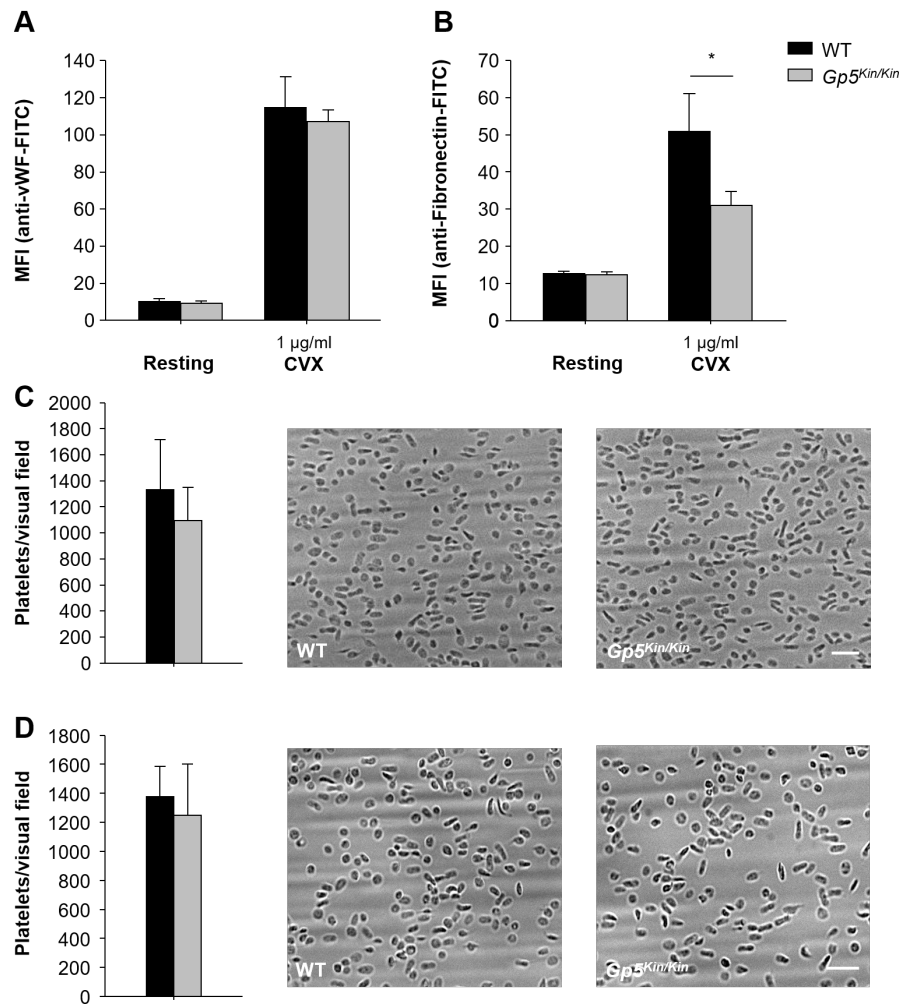 A
B
WT
Gp5Kin/Kin
MFI (anti-vWF-FITC)
140
120
100
80
60
40
20
0
Resting
1 µg/ml
CVX
MFI (anti-Fibronectin-FITC)
70
60
50
40
30
20
10
0
*
Resting
1 µg/ml
CVX
C
Platelets/visual field
2000
1800
1600
1400
1200
1000
800
600
400
200
0
WT
Gp5Kin/Kin
D
Platelets/visual field
1800
1600
1400
1200
1000
800
600
400
200
0
WT
Gp5Kin/Kin